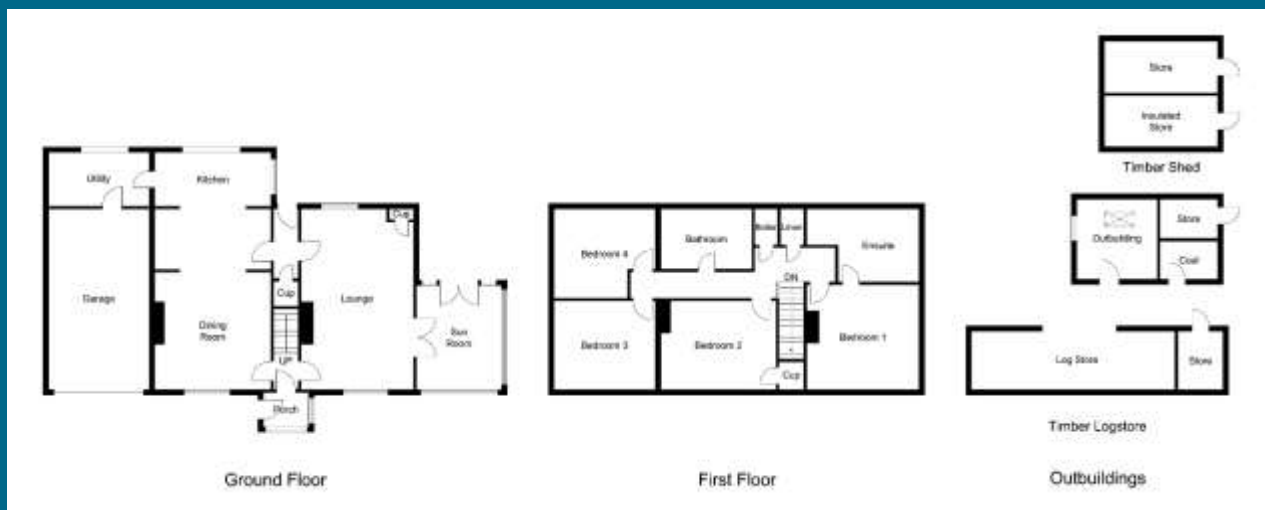 Utility
Kitchen
Cup
Garage
Cup
Lounge
Dining
Room
Sun
Room
UP
Porch
Ground Floor
Bedroom 4
Bathroom
Boiler
Linen
Ensuite
DN
Bedroom 3
Bedroom 2
Bedroom 1
Cup
First Floor
Store
Insulated
Store
Timber Shed
Outbuilding
Store
Coal
Log Store
Store
Timber Logstore
Outbuildings